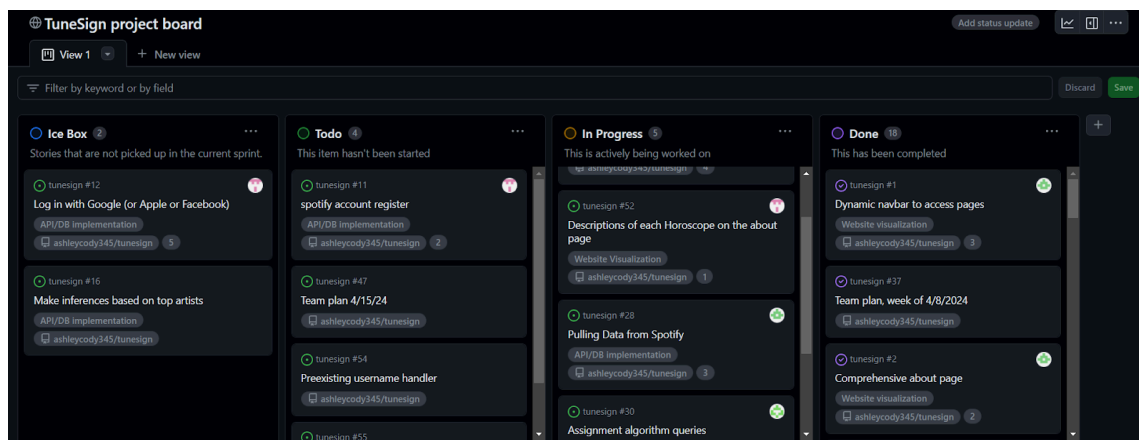 TuneSign project board
Add status update
View 1
New view
Filter by keyword or by field
Discard
Save
Ice Box 2
Stories that are not picked up in the current sprint.
tunesign #12
Log in with Google (or Apple or Facebook)
API/DB implementation
ashleycody345/tunesign 5
tunesign #16
Make inferences based on top artists
API/DB implementation
ashleycody345/tunesign
Todo 4
This item hasn't been started
tunesign #11
spotify account register
API/DB implementation
ashleycody345/tunesign 2
tunesign #47
Team plan 4/15/24
ashleycody345/tunesign
tunesign #54
Preexisting username handler
ashleycody345/tunesign
tunesign #55
In Progress 5
This is actively being worked on
ashleycody345/tunesign 4
tunesign #52
Descriptions of each Horoscope on the about
page
Website Visualization
ashleycody345/tunesign 1
tunesign #28
Pulling Data from Spotify
API/DB implementation
ashleycody345/tunesign 3
tunesign #30
Assignment algorithm queries
Done 18
This has been completed
tunesign #1
Dynamic navbar to access pages
Website visualization
ashleycody345/tunesign 3
tunesign #37
Team plan, week of 4/8/2024
ashleycody345/tunesign
tunesign #2
Comprehensive about page
Website visualization
ashleycody345/tunesign 2